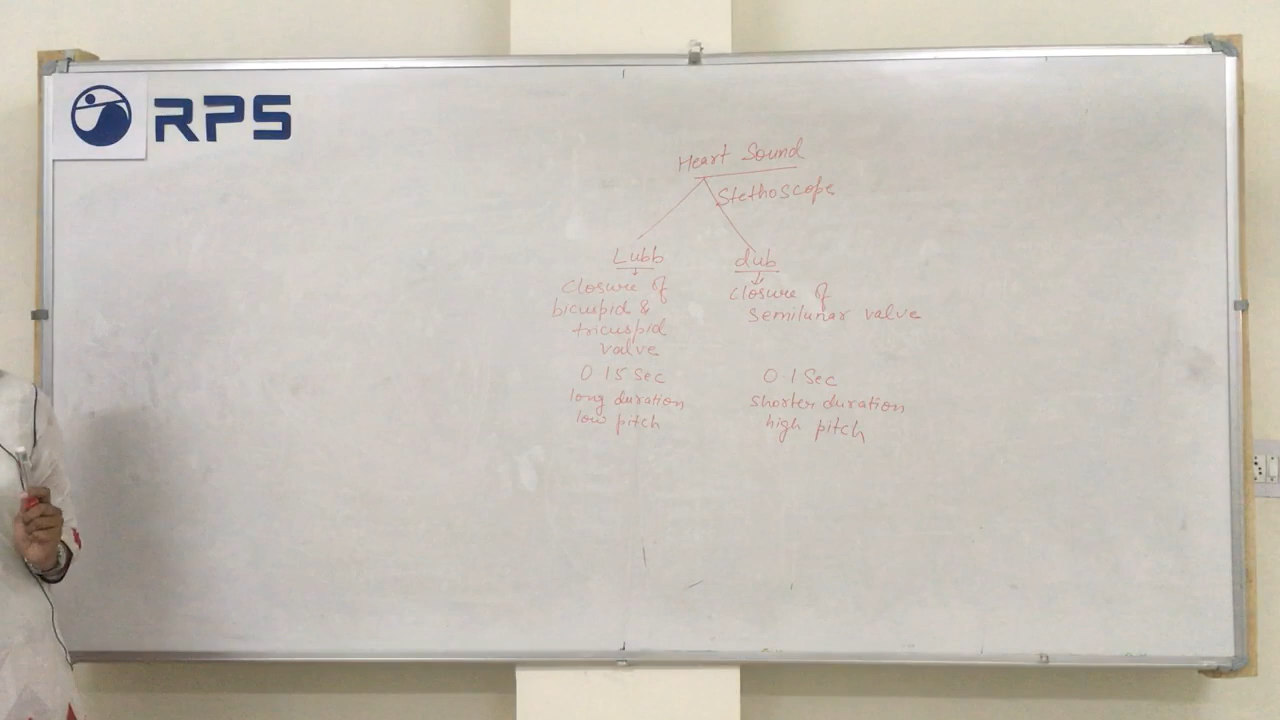 RPS
Heart Sound
Stethoscope
Lubb
closure of
bicuspid &
tricuspid
valve
0.15 Sec
long duration
low pitch
dub
closure of
semilunar valve
0.1 Sec
shorter duration
high pitch